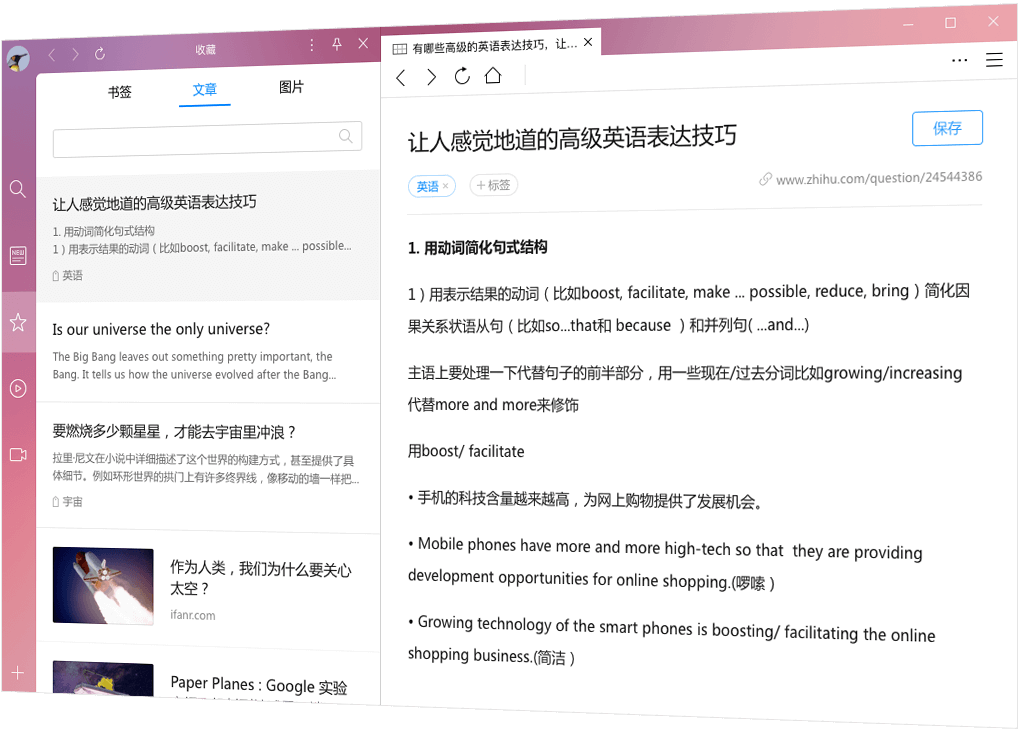 收藏
书签
文章
图片
让人感觉地道的高级英语表达技巧
1. 用动词简化句式结构
1）用表示结果的动词（比如boost, facilitate, make ... possible...
英语
Is our universe the only universe?
The Big Bang leaves out something pretty important, the
Bang. It tells us how the universe evolved after the Bang...
要燃烧多少颗星星，才能去宇宙里冲浪？
拉里·尼文在小说中详细描述了这个世界的构建方式，甚至提供了具
体细节。例如环形世界的拱门上有许多终界线，像移动的墙一样把...
宇宙
作为人类，我们为什么要关心
太空？
ifanr.com
Paper Planes : Google 实验
NEW
有哪些高级的英语表达技巧，让...
让人感觉地道的高级英语表达技巧
保存
英语 ×
+ 标签
www.zhihu.com/question/24544386
1. 用动词简化句式结构
1）用表示结果的动词（比如boost, facilitate, make ... possible, reduce, bring ）简化因
果关系状语从句（比如so...that和 because ）和并列句( ...and...)
主语上要处理一下代替句子的前半部分，用一些现在/过去分词比如growing/increasing
代替more and more来修饰
用boost/ facilitate
• 手机的科技含量越来越高，为网上购物提供了发展机会。
• Mobile phones have more and more high-tech so that  they are providing
development opportunities for online shopping.(啰嗦 ）
• Growing technology of the smart phones is boosting/ facilitating the online
shopping business.(简洁 ）